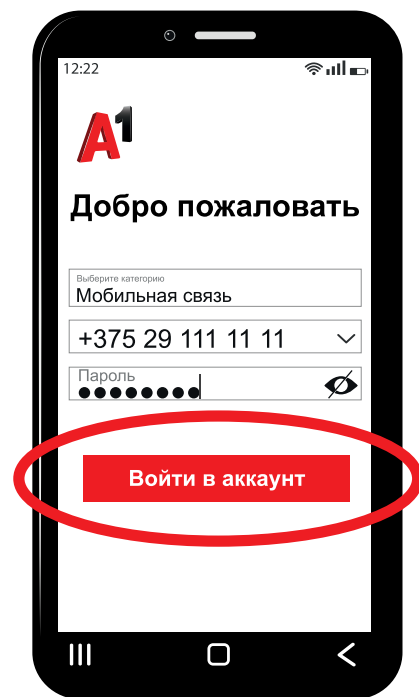 12:22
A1
Добро пожаловать
Выберите категорию
Мобильная связь
+375 29 111 11 11
Пароль
Войти в аккаунт